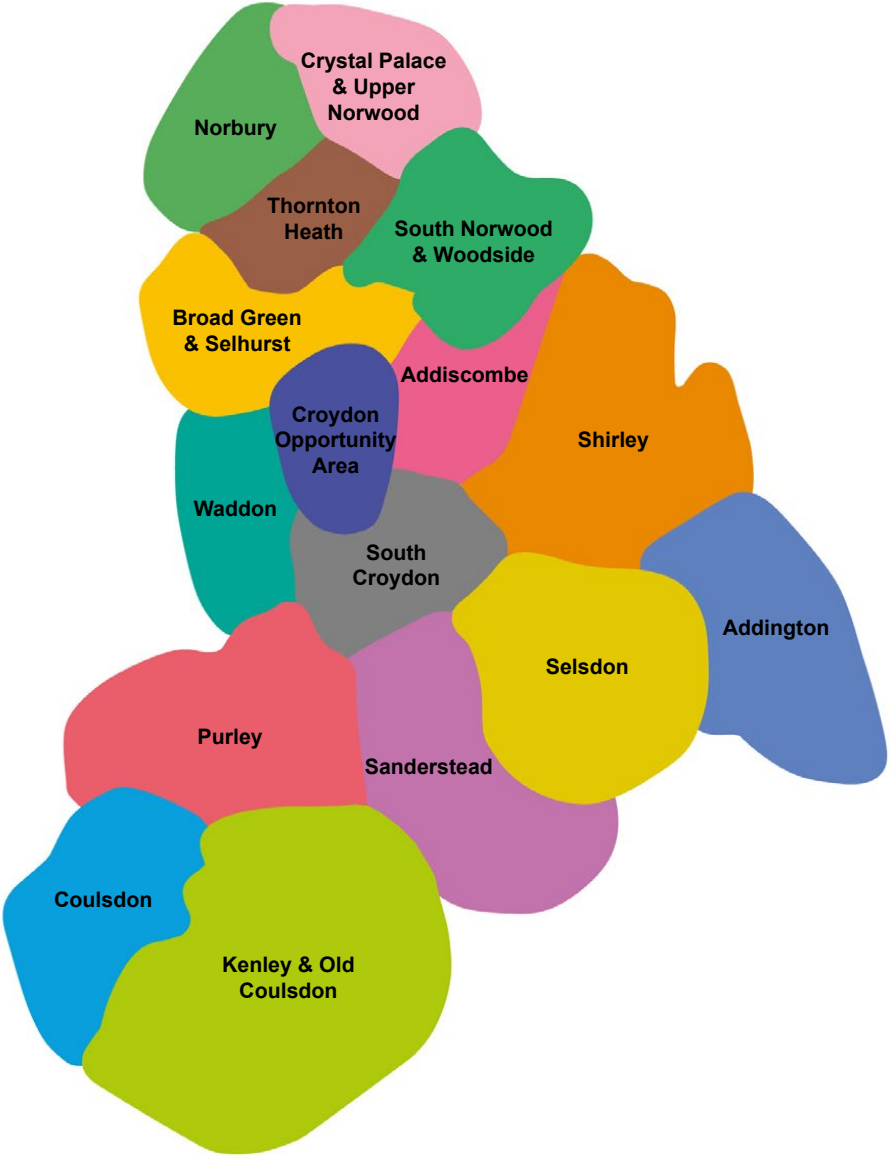 Crystal Palace
& Upper
Norwood
Norbury
Thornton
Heath
South Norwood
& Woodside
Broad Green
& Selhurst
Addiscombe
Croydon
Opportunity
Area
Shirley
Waddon
South
Croydon
Addington
Selsdon
Purley
Sanderstead
Coulsdon
Kenley & Old
Coulsdon